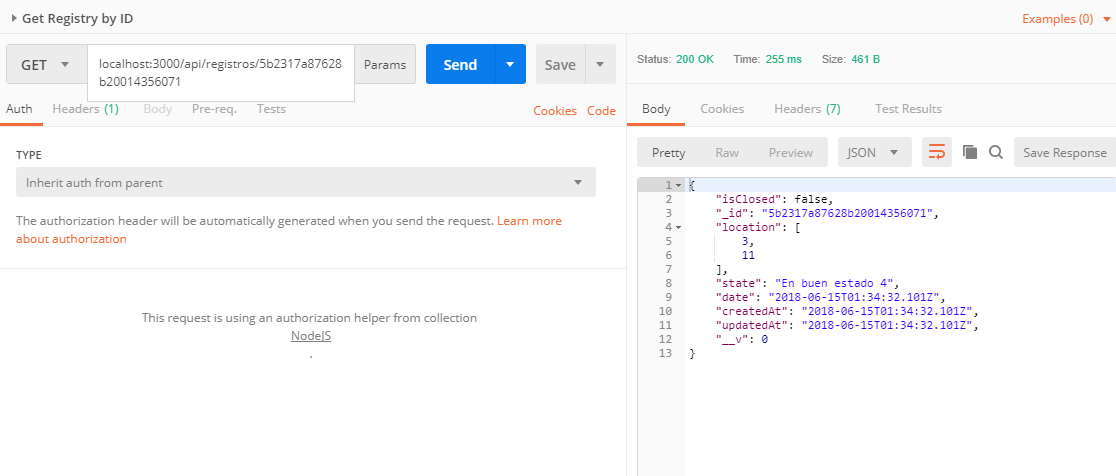 Get Registry by ID
Examples (0)
GET
localhost:3000/api/registros/5b2317a87628
b20014356071
Params
Send
Save
Auth
Headers (1)
Body
Pre-req.
Tests
Cookies
Code
TYPE
Inherit auth from parent
The authorization header will be automatically generated when you send the request. Learn more
about authorization
This request is using an authorization helper from collection
NodeJS
.
Status: 200 OK
Time: 255 ms
Size: 461 B
Body
Cookies
Headers (7)
Test Results
Pretty
Raw
Preview
JSON
Save Response
1 {
2 "isClosed": false,
3 "_id": "5b2317a87628b20014356071",
4 "location": [
5 3,
6 11
7 ],
8 "state": "En buen estado 4",
9 "date": "2018-06-15T01:34:32.101Z",
10 "createdAt": "2018-06-15T01:34:32.101Z",
11 "updatedAt": "2018-06-15T01:34:32.101Z",
12 "__v": 0
13 }